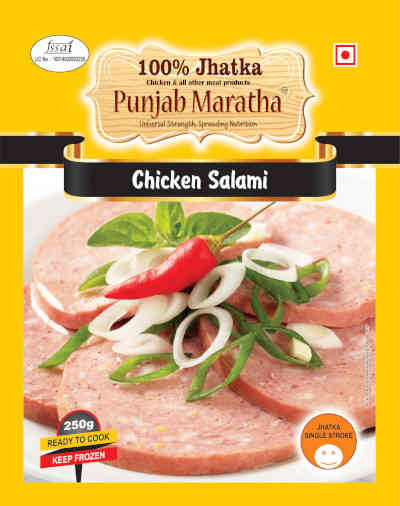 fssai
100% Jhatka
Chicken & all other meat products
Punjab Maratha
Universal Strength, Spreading Nutrition
Chicken Salami
250g
READY TO COOK
KEEP FROZEN
JHATKA
SINGLE STROKE